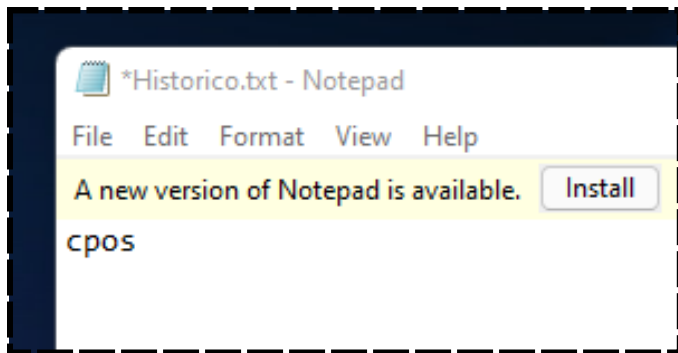 *Historico.txt - Notepad
File Edit Format View Help
A new version of Notepad is available. Install
cpos